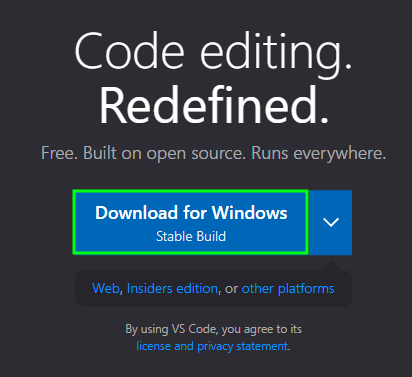 Code editing.
Redefined.
Free. Built on open source. Runs everywhere.
Download for Windows
Stable Build
Web, Insiders edition, or other platforms
By using VS Code, you agree to its
license and privacy statement.